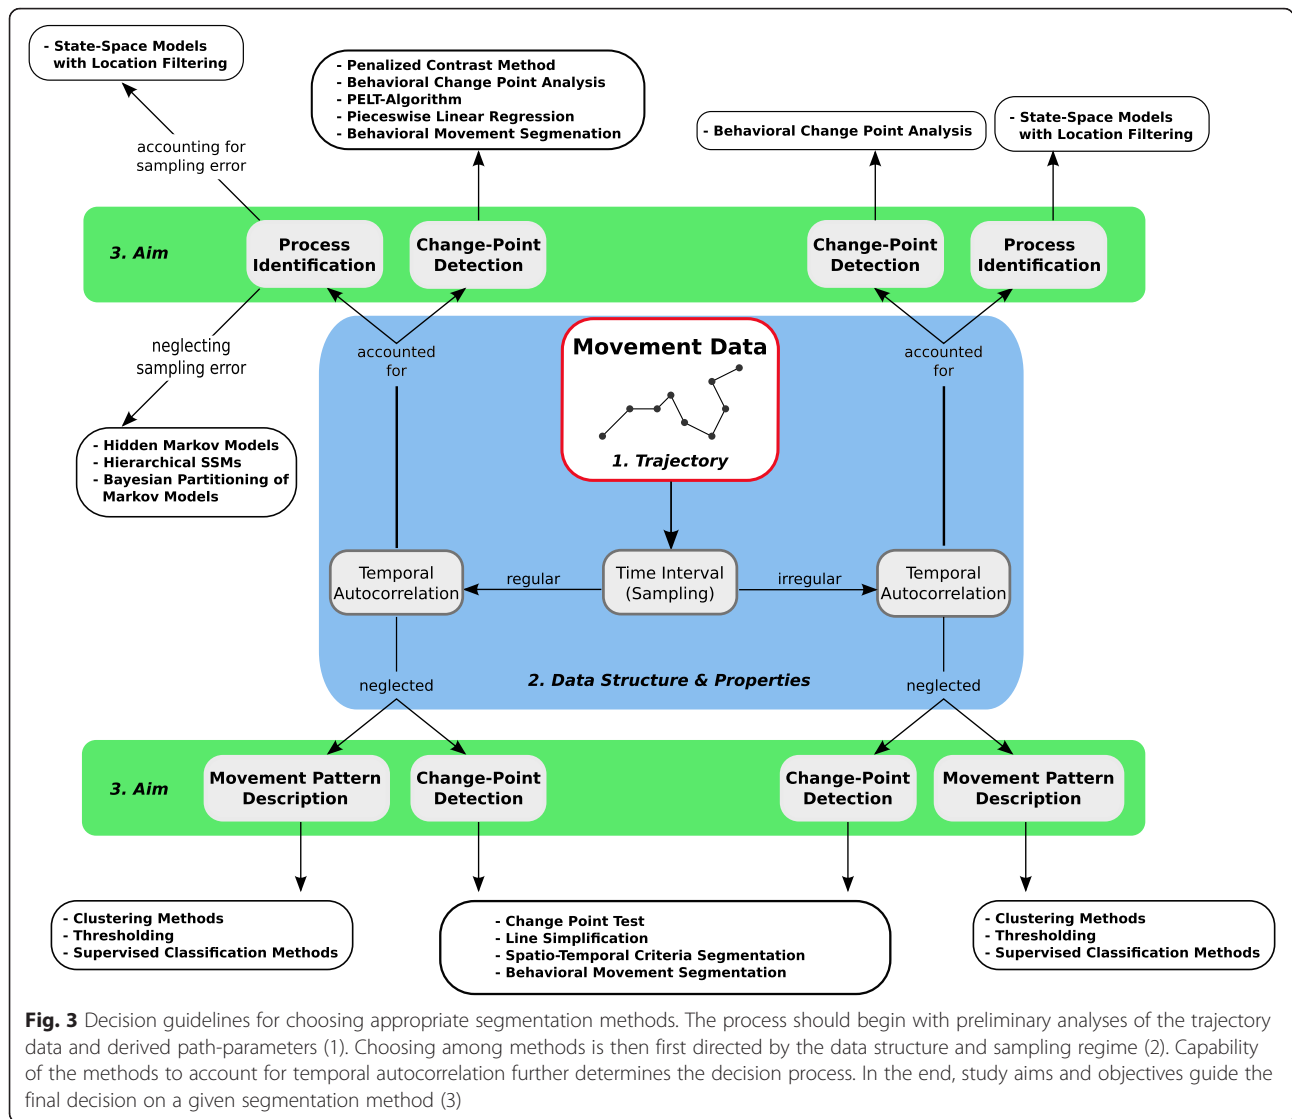 - State-Space Models
with Location Filtering
- Penalized Contrast Method
- Behavioral Change Point Analysis
- PELT-Algorithm
- Pieceswise Linear Regression
- Behavioral Movement Segmenation
- Behavioral Change Point Analysis
- State-Space Models
with Location Filtering
accounting for
sampling error
3. Aim
Process
Identification
Change-Point
Detection
Change-Point
Detection
Process
Identification
neglecting
sampling error
accounted
for
Movement Data
1. Trajectory
accounted
for
- Hidden Markov Models
- Hierarchical SSMs
- Bayesian Partitioning of
Markov Models
Temporal
Autocorrelation
regular
Time Interval
(Sampling)
irregular
Temporal
Autocorrelation
neglected
2. Data Structure & Properties
neglected
3. Aim
Movement Pattern
Description
Change-Point
Detection
Change-Point
Detection
Movement Pattern
Description
- Clustering Methods
- Thresholding
- Supervised Classification Methods
- Change Point Test
- Line Simplification
- Spatio-Temporal Criteria Segmentation
- Behavioral Movement Segmentation
- Clustering Methods
- Thresholding
- Supervised Classification Methods
Fig. 3 Decision guidelines for choosing appropriate segmentation methods. The process should begin with preliminary analyses of the trajectory
data and derived path-parameters (1). Choosing among methods is then first directed by the data structure and sampling regime (2). Capability
of the methods to account for temporal autocorrelation further determines the decision process. In the end, study aims and objectives guide the
final decision on a given segmentation method (3)